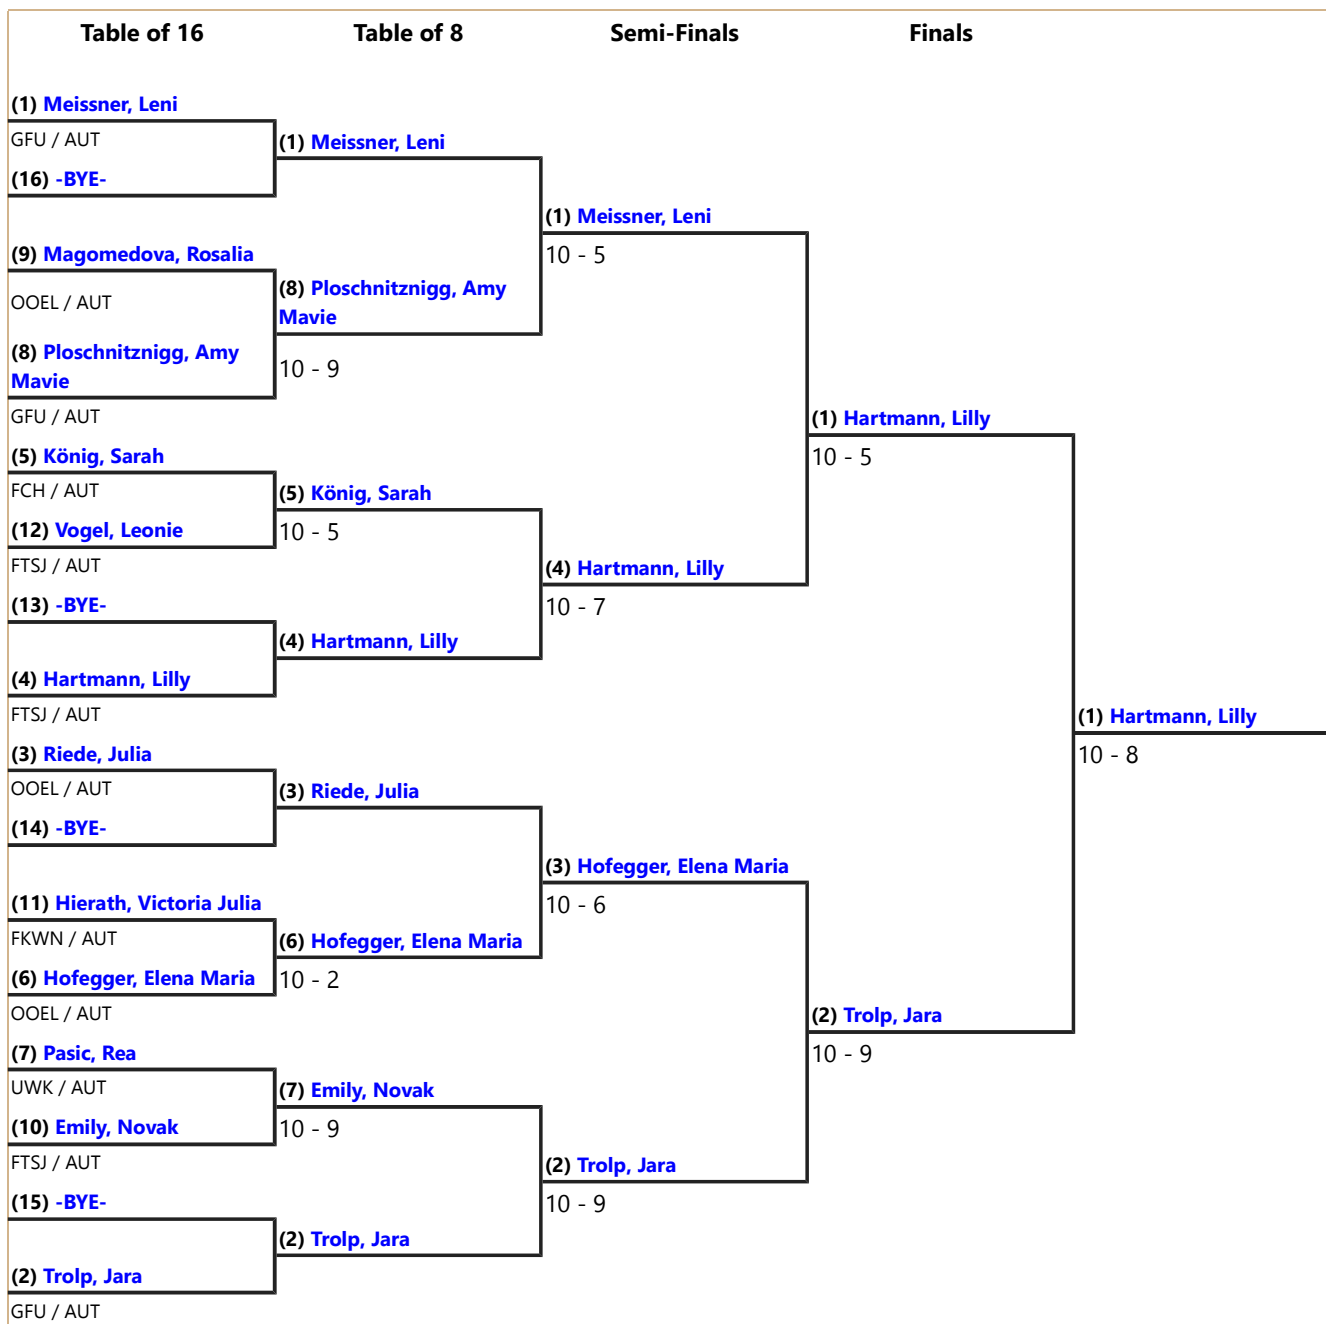 Table of 16 Table of 8 Semi-Finals Finals
(1) Meissner, Leni
GFU / AUT
(1) Meissner, Leni
(16) -BYE-
(1) Meissner, Leni
(9) Magomedova, Rosalia
10 - 5
OOEL / AUT
(8) Ploschnitznigg, Amy
Mavie
(8) Ploschnitznigg, Amy
Mavie
10 - 9
GFU / AUT
(1) Hartmann, Lilly
(5) König, Sarah
10 - 5
FCH / AUT
(5) König, Sarah
(12) Vogel, Leonie
10 - 5
FTSJ / AUT
(4) Hartmann, Lilly
(13) -BYE-
10 - 7
(4) Hartmann, Lilly
(4) Hartmann, Lilly
FTSJ / AUT
(1) Hartmann, Lilly
(3) Riede, Julia
10 - 8
OOEL / AUT
(3) Riede, Julia
(14) -BYE-
(3) Hofegger, Elena Maria
(11) Hierath, Victoria Julia
10 - 6
FKWN / AUT
(6) Hofegger, Elena Maria
(6) Hofegger, Elena Maria
10 - 2
OOEL / AUT
(2) Trolp, Jara
(7) Pasic, Rea
10 - 9
UWK / AUT
(7) Emily, Novak
(10) Emily, Novak
10 - 9
FTSJ / AUT
(2) Trolp, Jara
(15) -BYE-
10 - 9
(2) Trolp, Jara
(2) Trolp, Jara
GFU / AUT